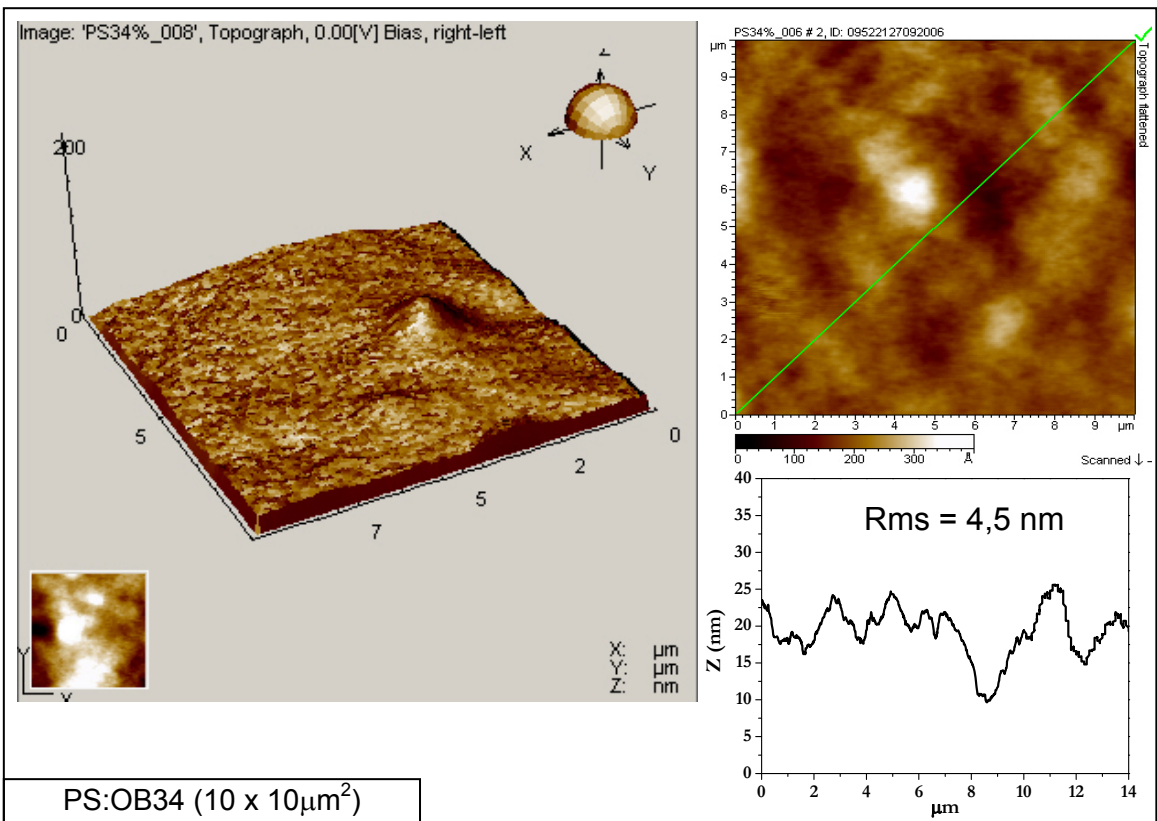 Image: 'PS34%_008', Topograph, 0.00[V] Bias, right-left
Z
X
Y
200
0
0
5
7
5
2
0
Y
X
X: µm
Y: µm
Z: nm
PS:OB34 (10 x 10µm²)
PS34%_006 # 2, ID: 09522127092006
Topograph flattened
µm
9
8
7
6
5
4
3
2
1
0
0 1 2 3 4 5 6 7 8 9 µm
0 100 200 300 Å
Scanned ↓ -
Rms = 4,5 nm
Z (nm)
40
35
30
25
20
15
10
5
0
0 2 4 6 8 10 12 14
µm